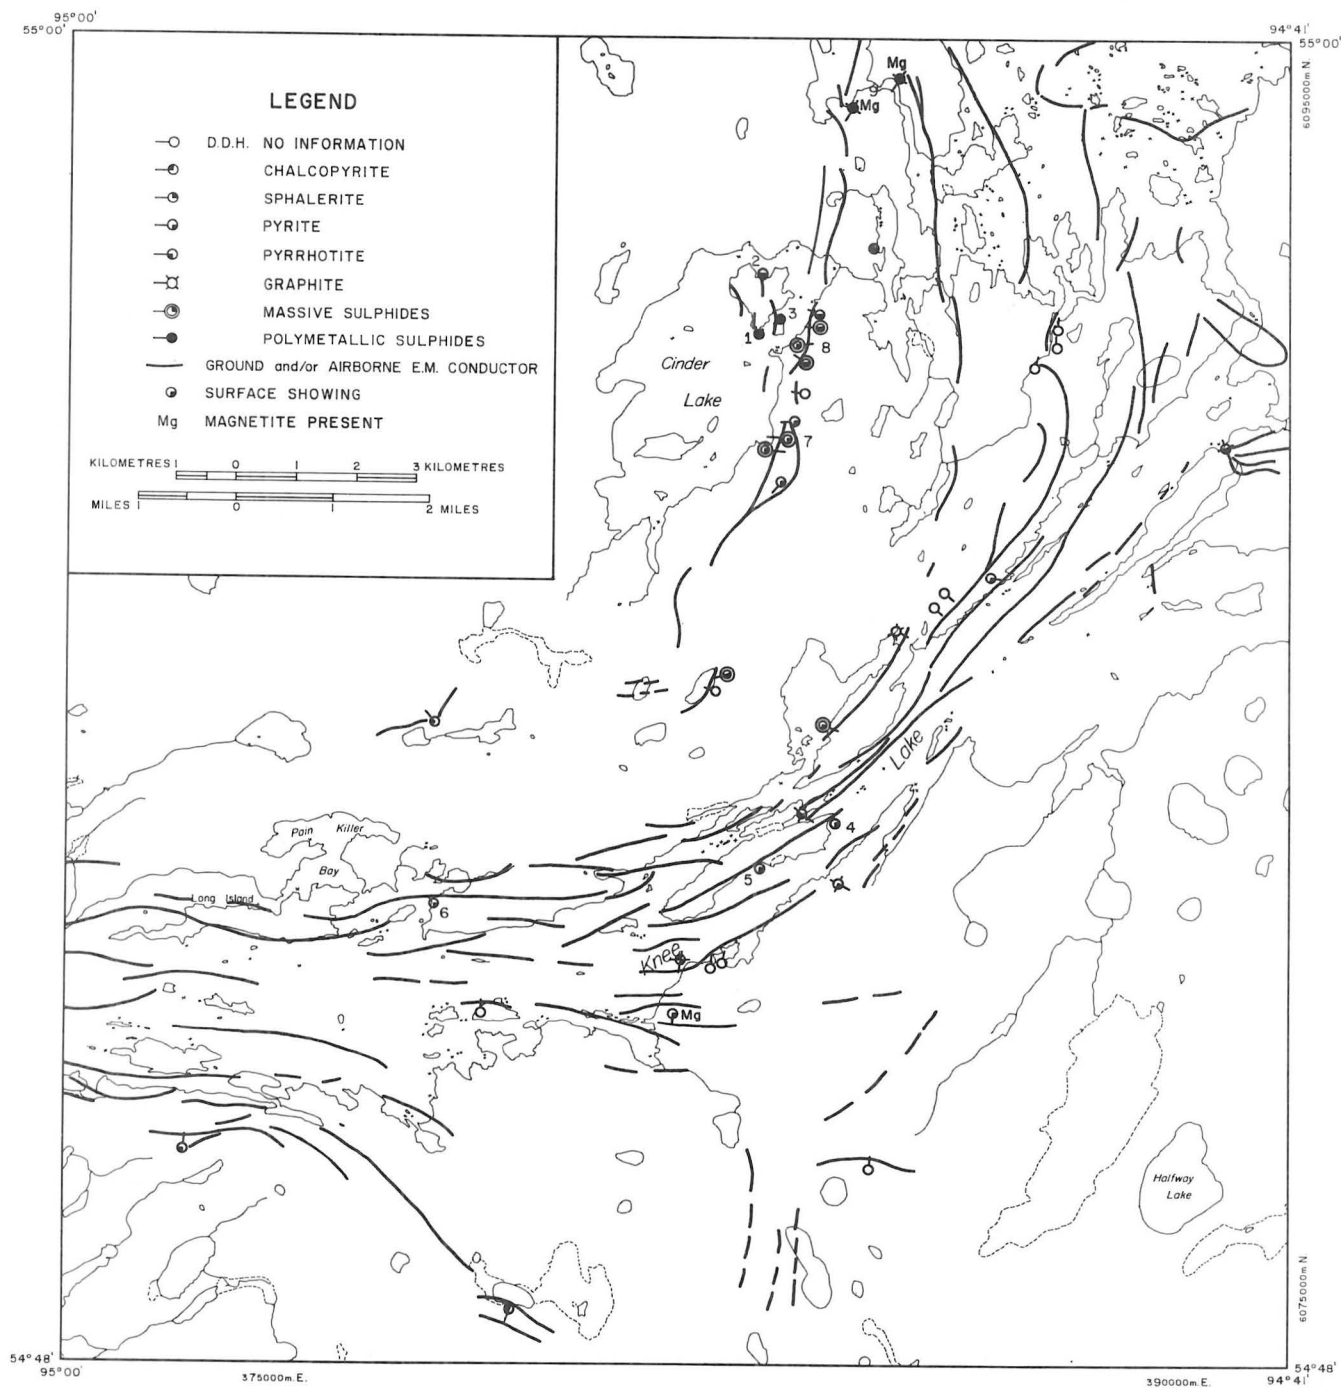 95°00'
55°00'
94°41'
55°00'
6095000m.N.
LEGEND
D.D.H. NO INFORMATION
CHALCOPYRITE
SPHALERITE
PYRITE
PYRRHOTITE
GRAPHITE
MASSIVE SULPHIDES
POLYMETALLIC SULPHIDES
GROUND and/or AIRBORNE E.M. CONDUCTOR
SURFACE SHOWING
Mg MAGNETITE PRESENT
KILOMETRES 1 0 1 2 3 KILOMETRES
MILES 1 0 1 2 MILES
Mg
9
Mg
2
3
1
8
Cinder
Lake
7
Lake
4
5
Pain Killer
Bay
Long Island
6
Knee
Mg
Halfway
Lake
6075000m.N
54°48'
95°00'
375000m.E.
390000m.E.
54°48'
94°41'